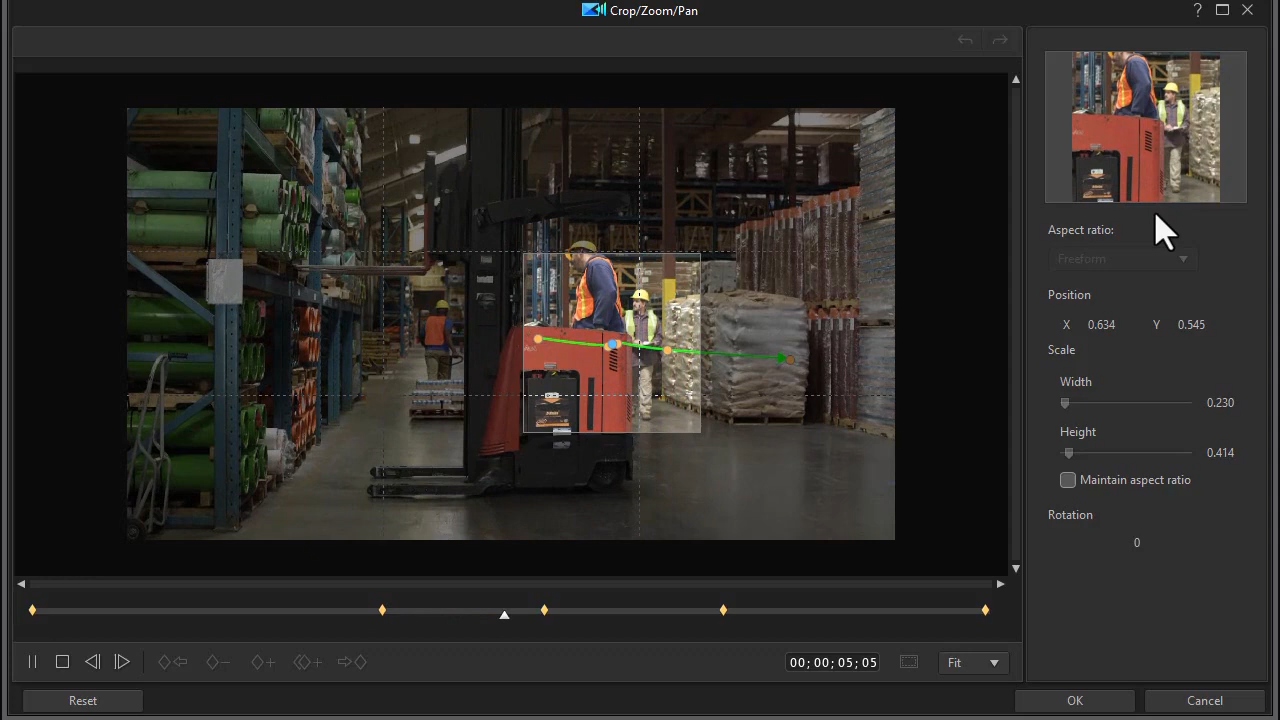 Crop/Zoom/Pan
?
Aspect ratio:
Freeform
Position
X 0.634 Y 0.545
Scale
Width
0.230
Height
0.414
Maintain aspect ratio
Rotation
0
00;00;05;05
Fit
Reset
OK
Cancel